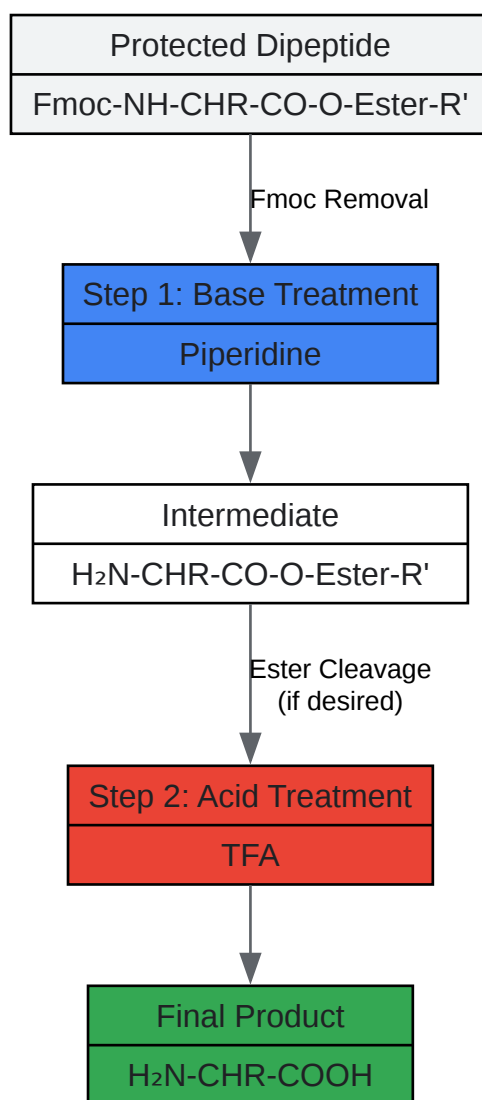 Protected Dipeptide
Fmoc-NH-CHR-CO-O-Ester-R'
Fmoc Removal
Step 1: Base Treatment
Piperidine
Intermediate
H₂N-CHR-CO-O-Ester-R'
Ester Cleavage
(if desired)
Step 2: Acid Treatment
TFA
Final Product
H₂N-CHR-COOH